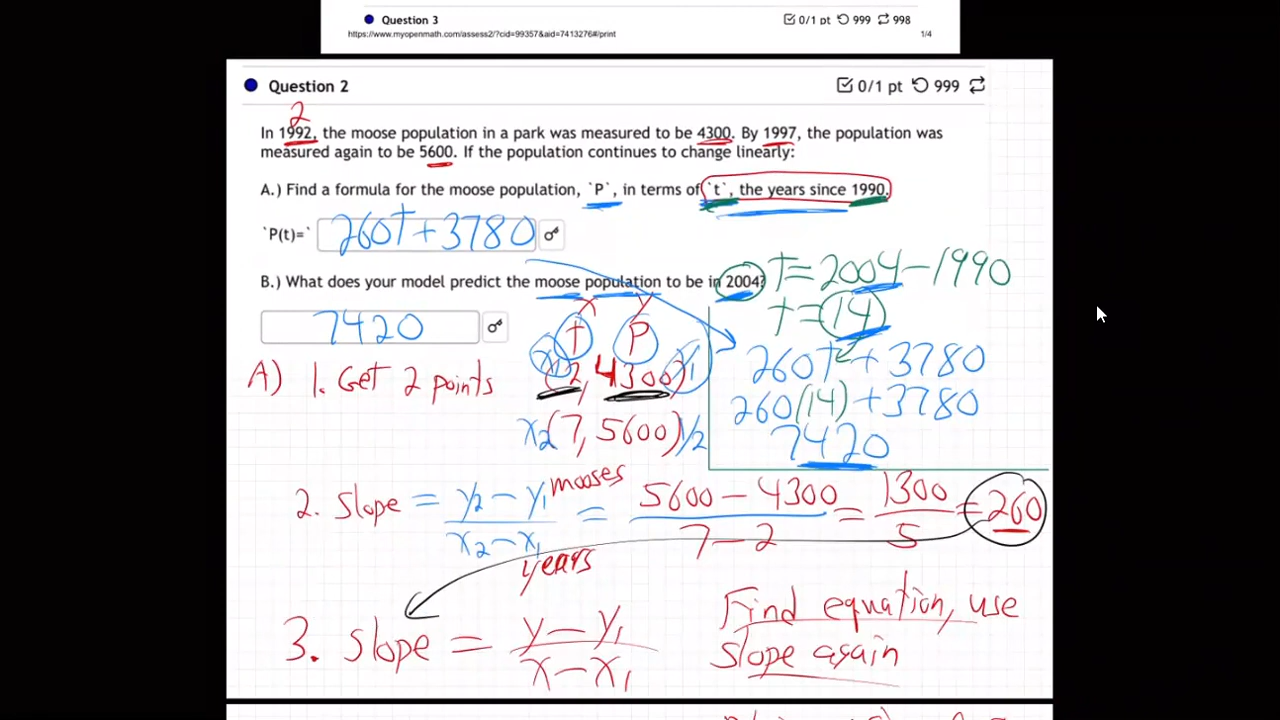 Question 3 0/1 pt 999 998
https://www.myopenmath.com/assess2/?cid=99357&aid=7413276#/print 1/4
Question 2 0/1 pt 999
2
In 1992, the moose population in a park was measured to be 4300. By 1997, the population was
measured again to be 5600. If the population continues to change linearly:
A.) Find a formula for the moose population, `P`, in terms of `t`, the years since 1990.
`P(t)=` 260t+3780
B.) What does your model predict the moose population to be in 2004?
t=2004-1990
t=14
7420
x y
t P
260t+3780
A) 1. Get 2 points x1 (2, 4300) y1
260(14)+3780
x2(7, 5600)y2
7420
2. Slope = y2-y1 mooses = 5600-4300 = 1300 = 260
x2-x1 years 7-2 5
Find equation, use
3. Slope = y-y1
x-x1 slope again